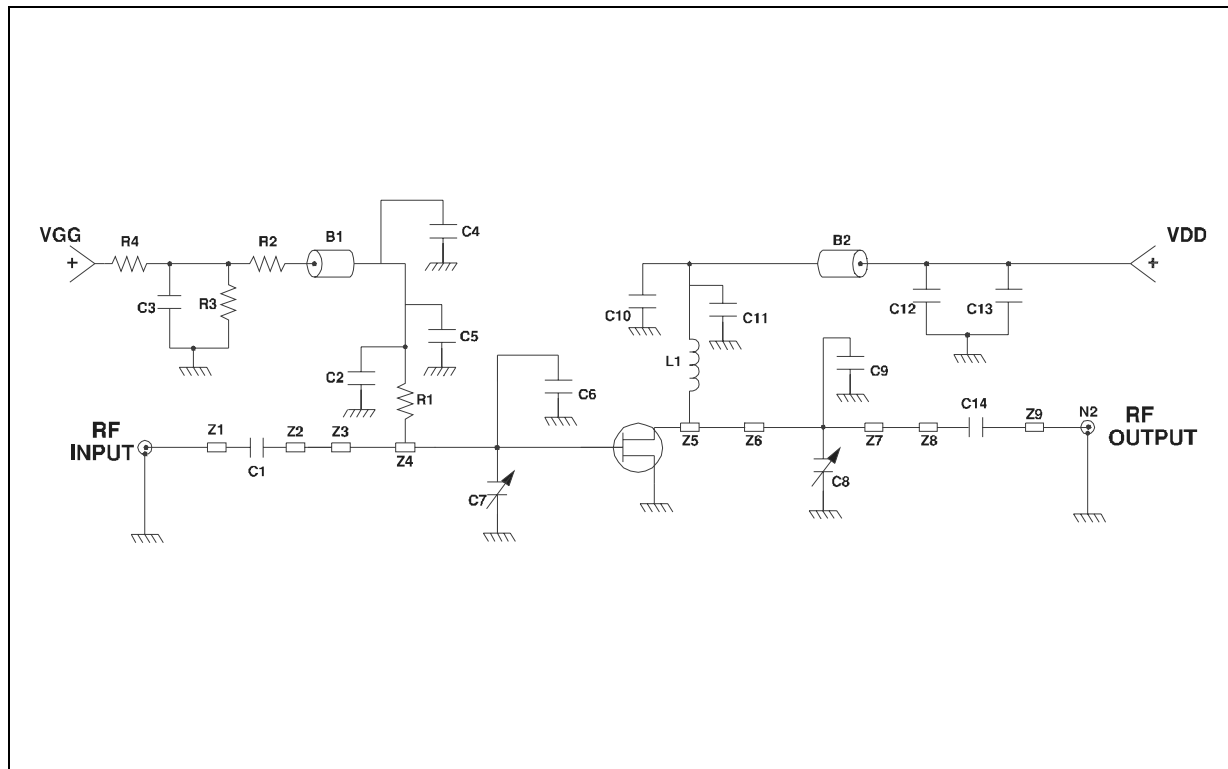 VGG
+
R4
R2
B1
C4
B2
VDD
+
C3
R3
C5
C10
C11
C12
C13
C2
R1
C6
L1
C9
RF
INPUT
Z1
C1
Z2
Z3
Z4
C7
Z5
Z6
C8
Z7
Z8
C14
Z9
N2
RF
OUTPUT